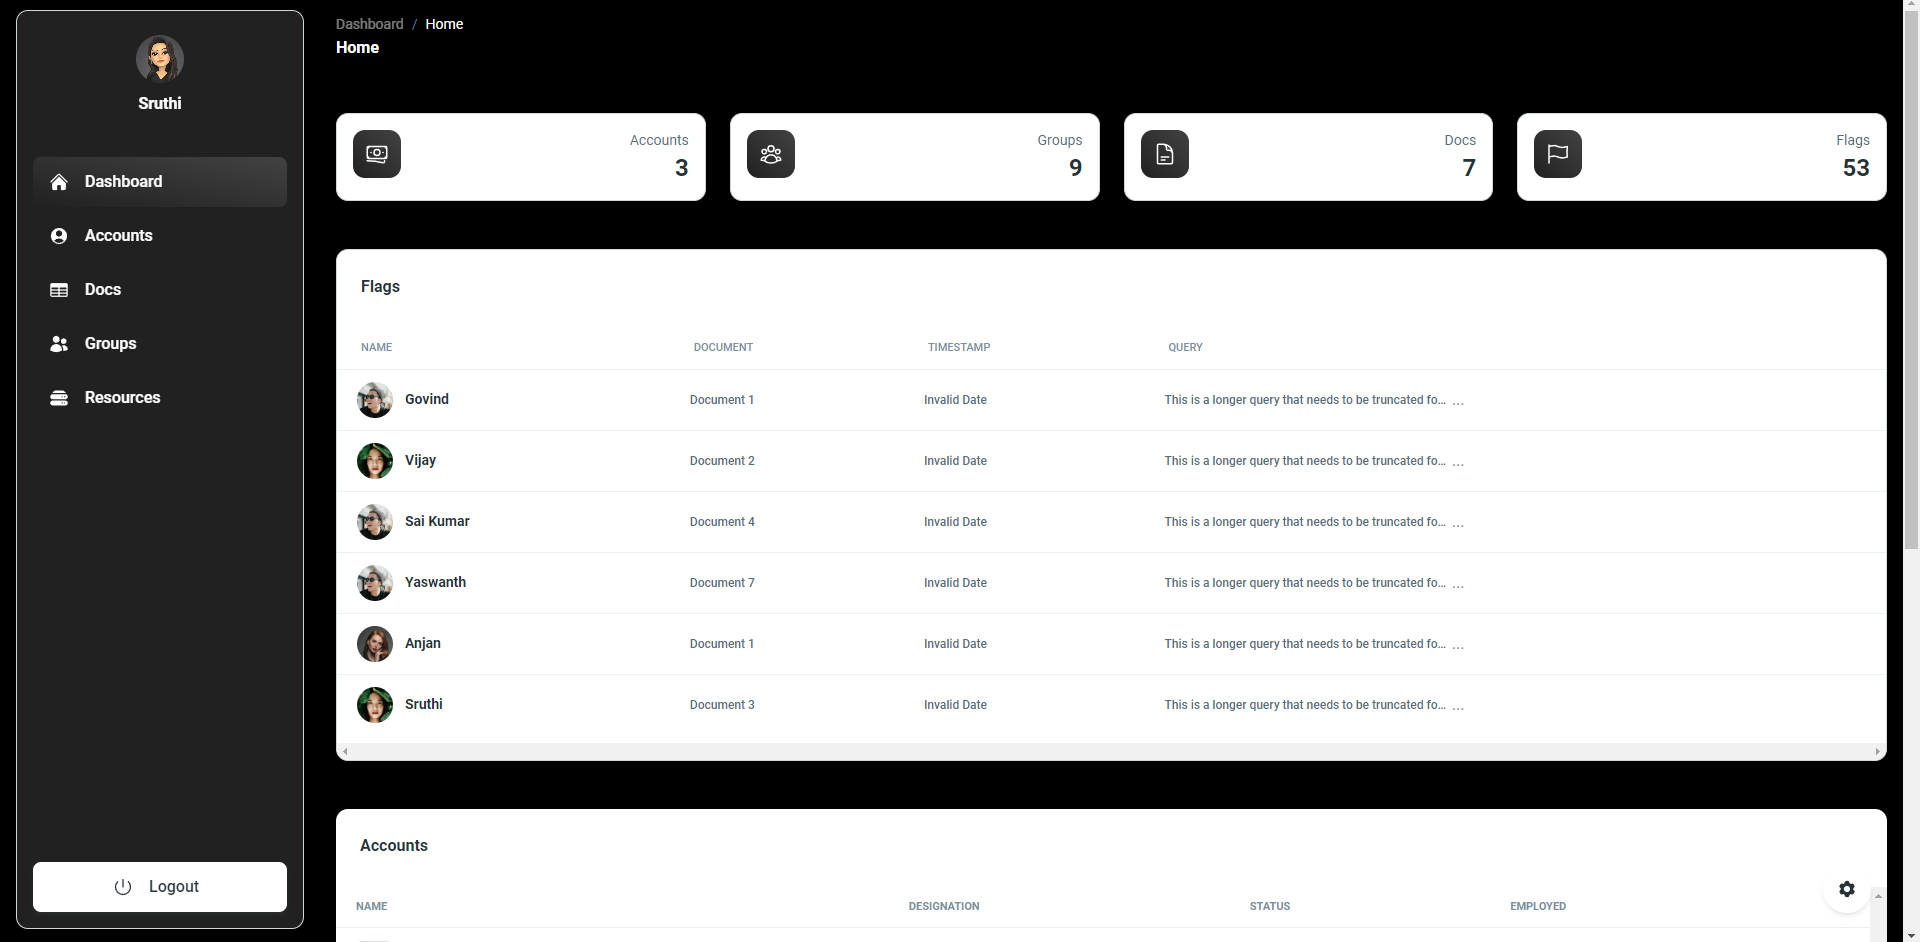 Sruthi
Dashboard
Accounts
Docs
Groups
Resources
Logout
Dashboard / Home
Home
Accounts
3
Groups
9
Docs
7
Flags
53
Flags
NAME DOCUMENT TIMESTAMP QUERY
Govind Document 1 Invalid Date This is a longer query that needs to be truncated fo... ...
Vijay Document 2 Invalid Date This is a longer query that needs to be truncated fo... ...
Sai Kumar Document 4 Invalid Date This is a longer query that needs to be truncated fo... ...
Yaswanth Document 7 Invalid Date This is a longer query that needs to be truncated fo... ...
Anjan Document 1 Invalid Date This is a longer query that needs to be truncated fo... ...
Sruthi Document 3 Invalid Date This is a longer query that needs to be truncated fo... ...
Accounts
NAME DESIGNATION STATUS EMPLOYED